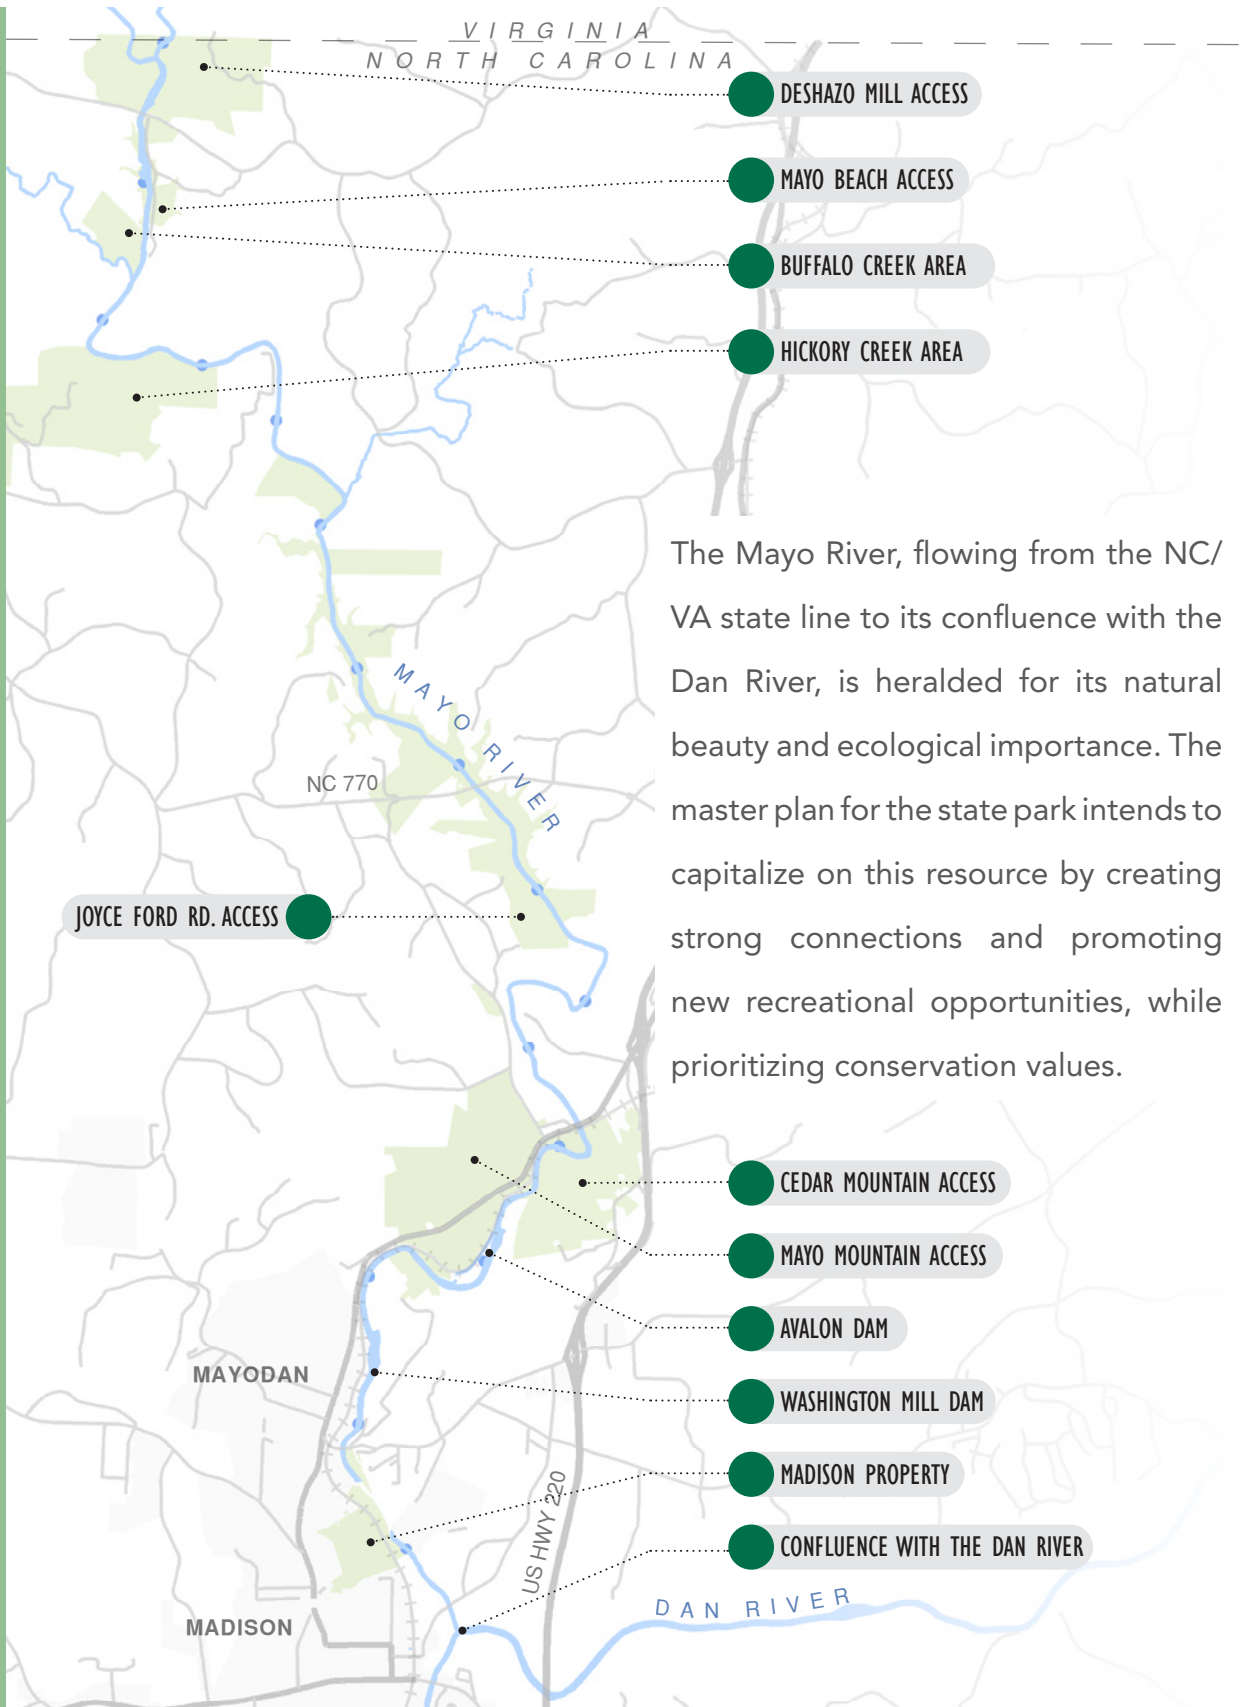 VIRGINIA
NORTH CAROLINA
DESHAZO MILL ACCESS
MAYO BEACH ACCESS
BUFFALO CREEK AREA
HICKORY CREEK AREA
The Mayo River, flowing from the NC/
VA state line to its confluence with the
Dan River, is heralded for its natural
beauty and ecological importance. The
master plan for the state park intends to
capitalize on this resource by creating
strong connections and promoting
new recreational opportunities, while
prioritizing conservation values.
MAYO RIVER
NC 770
JOYCE FORD RD. ACCESS
CEDAR MOUNTAIN ACCESS
MAYO MOUNTAIN ACCESS
AVALON DAM
MAYODAN
WASHINGTON MILL DAM
MADISON PROPERTY
US HWY 220
CONFLUENCE WITH THE DAN RIVER
DAN RIVER
MADISON